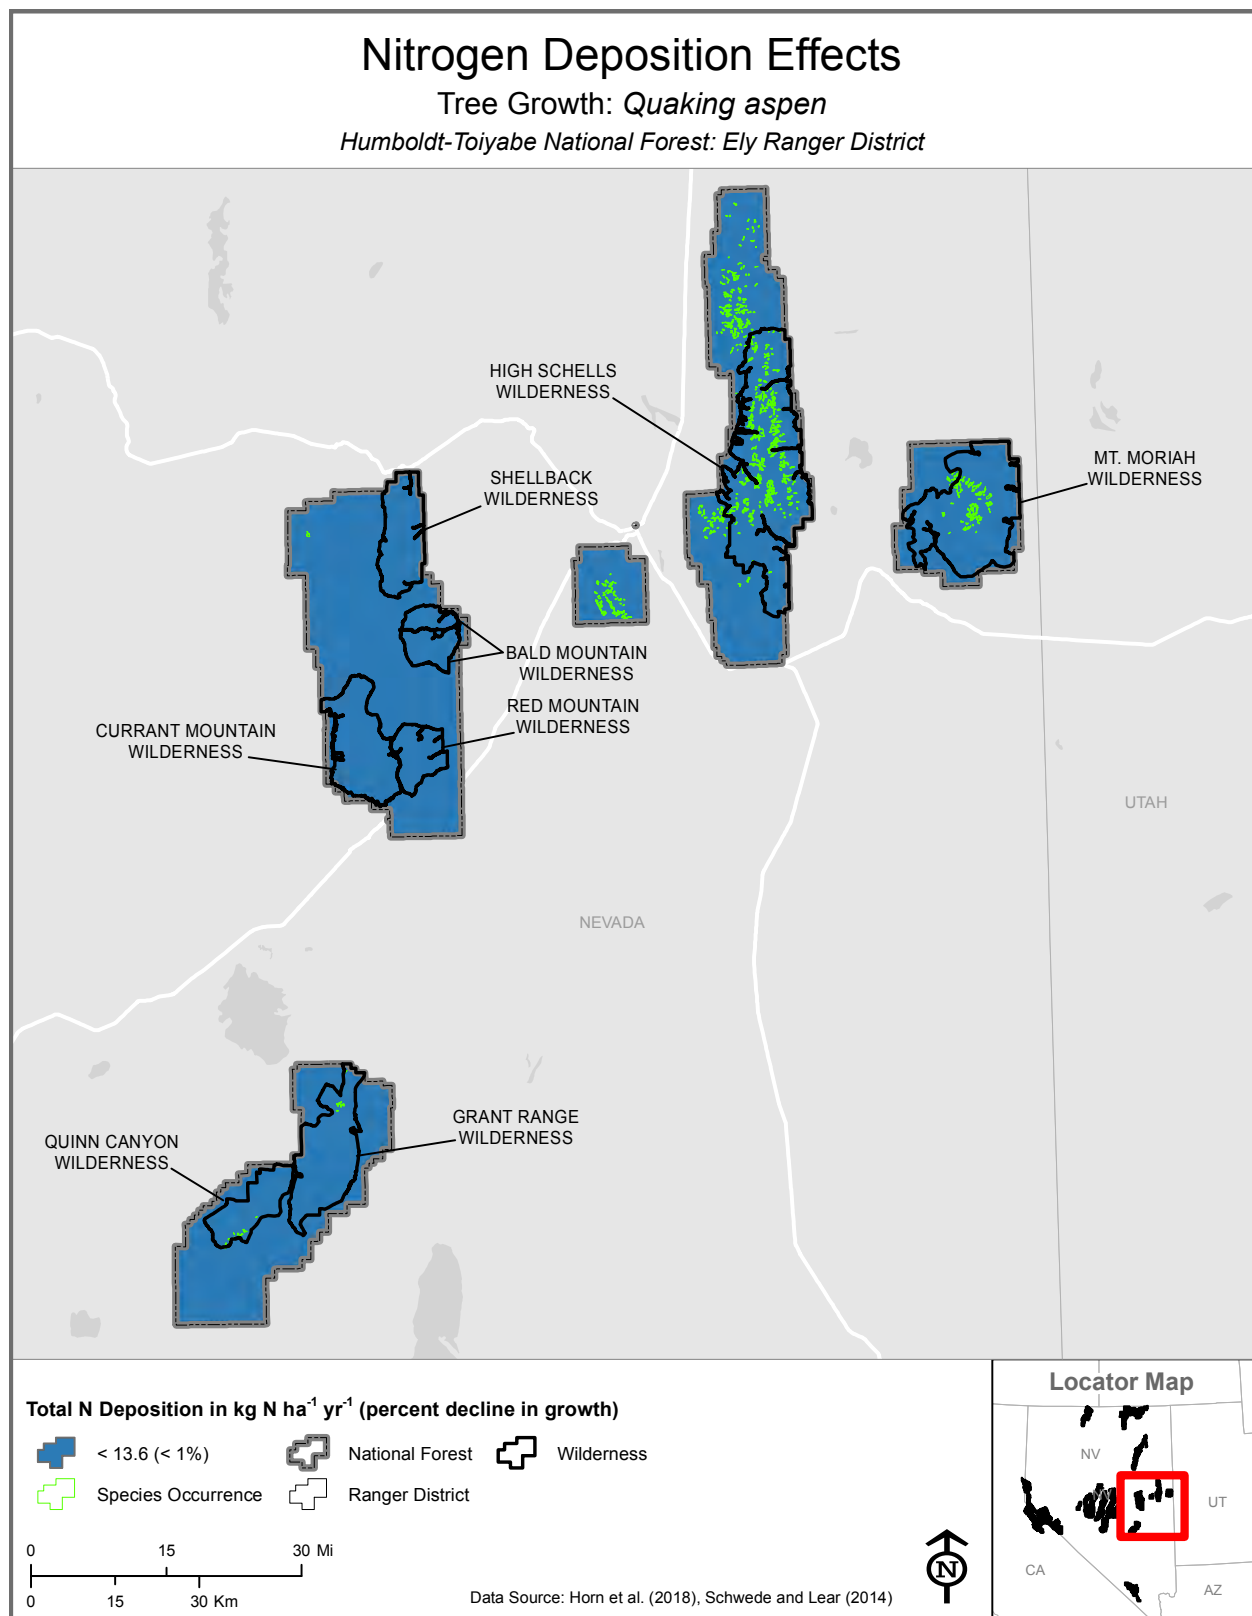 Nitrogen Deposition Effects
Tree Growth: Quaking aspen
Humboldt-Toiyabe National Forest: Ely Ranger District
HIGH SCHELLS
WILDERNESS
SHELLBACK
WILDERNESS
MT. MORIAH
WILDERNESS
BALD MOUNTAIN
WILDERNESS
RED MOUNTAIN
WILDERNESS
CURRANT MOUNTAIN
WILDERNESS
UTAH
NEVADA
GRANT RANGE
WILDERNESS
QUINN CANYON
WILDERNESS
Total N Deposition in kg N ha-1 yr-1 (percent decline in growth)
< 13.6 (< 1%)
National Forest
Wilderness
Species Occurrence
Ranger District
0 15 30 Mi
0 15 30 Km
Data Source: Horn et al. (2018), Schwede and Lear (2014)
N
Locator Map
NV
NV
UT
CA
AZ